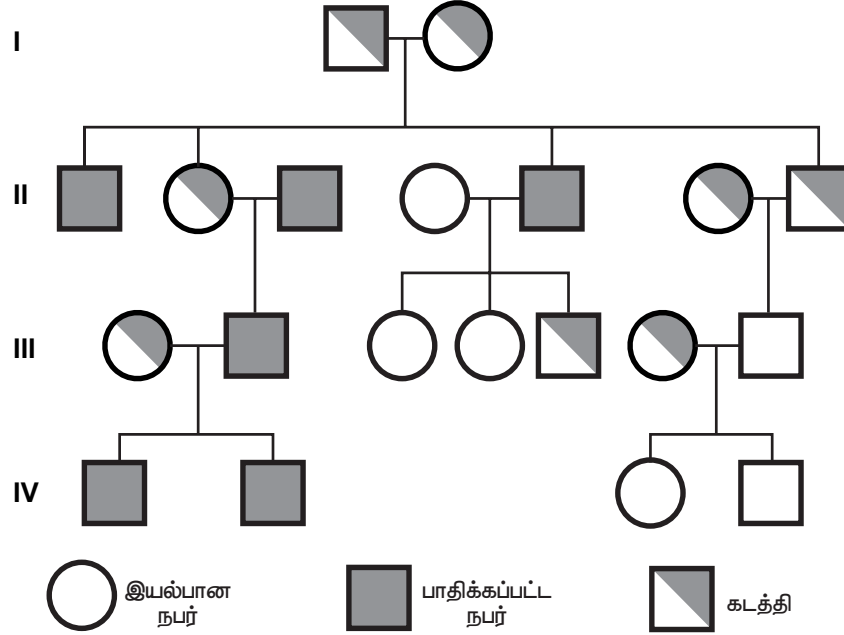 I
II
III
IV
இயல்பான
நபர்
பாதிக்கப்பட்ட
நபர்
கடத்தி